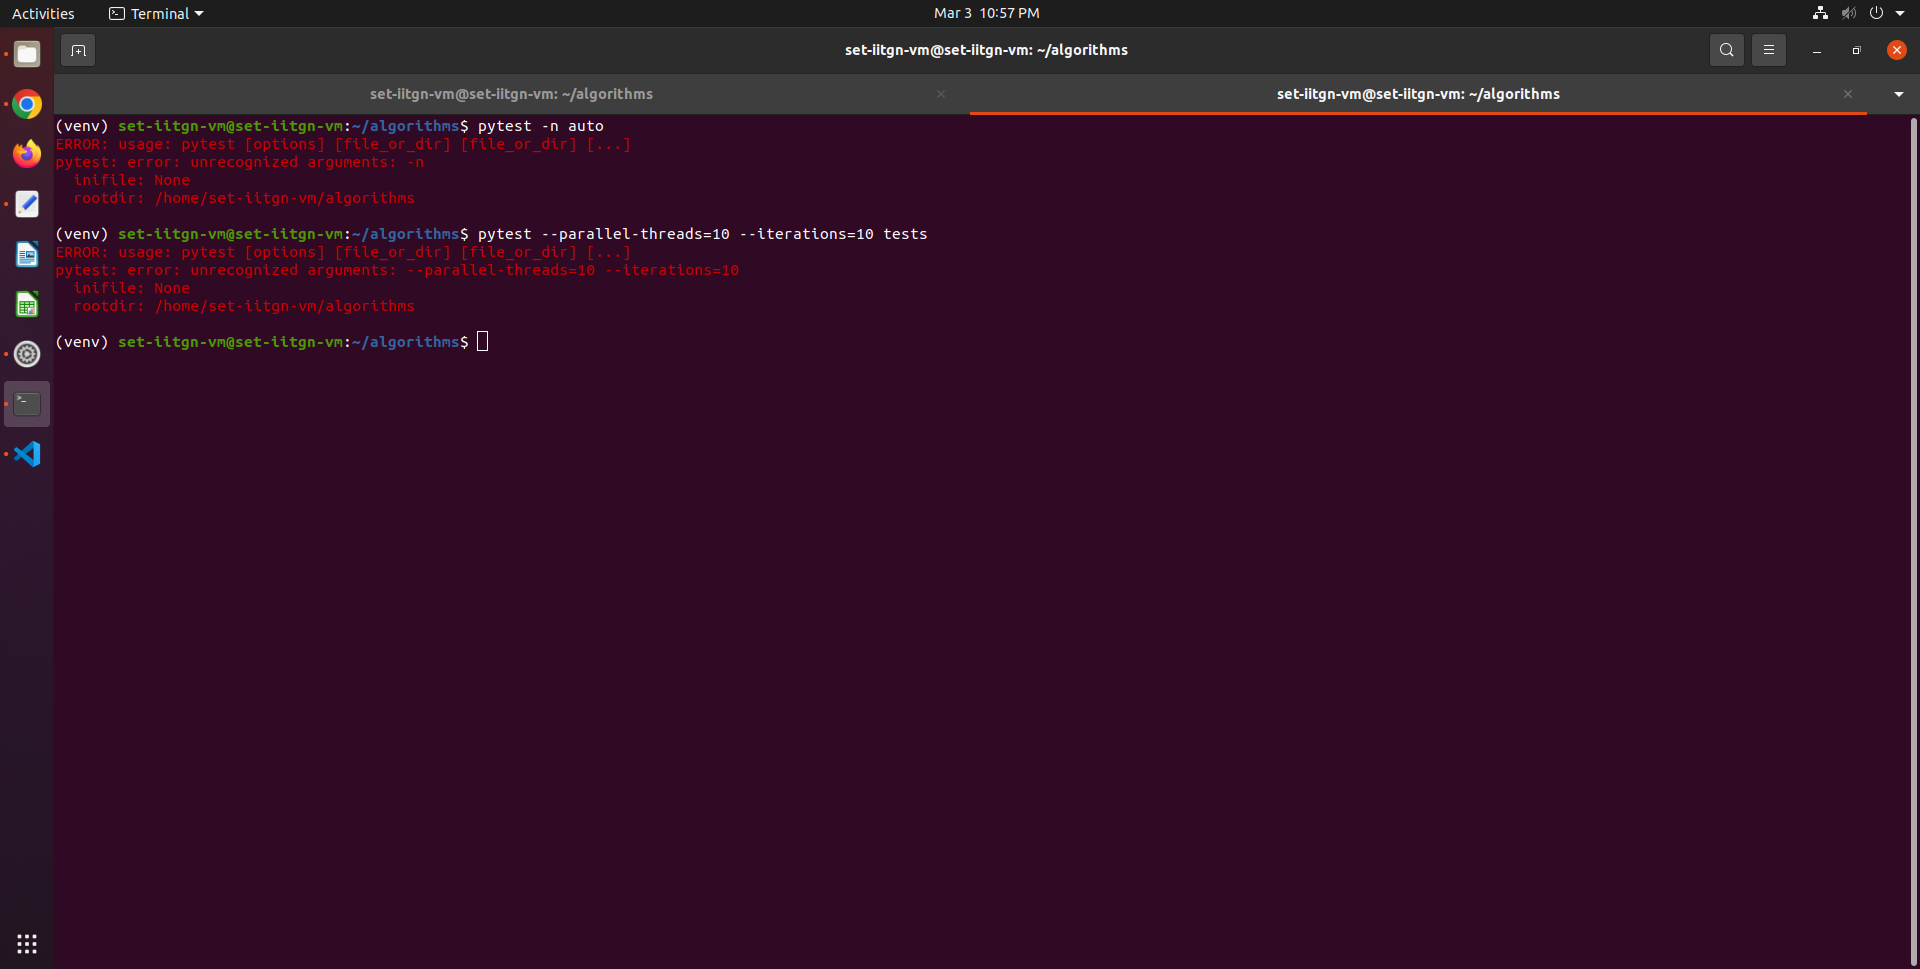 Activities
Terminal
Mar 3 10:57 PM
set-iitgn-vm@set-iitgn-vm: ~/algorithms
set-iitgn-vm@set-iitgn-vm: ~/algorithms
set-iitgn-vm@set-iitgn-vm: ~/algorithms
(venv) set-iitgn-vm@set-iitgn-vm:~/algorithms$ pytest -n auto
ERROR: usage: pytest [options] [file_or_dir] [file_or_dir] [...]
pytest: error: unrecognized arguments: -n
  inifile: None
  rootdir: /home/set-iitgn-vm/algorithms
(venv) set-iitgn-vm@set-iitgn-vm:~/algorithms$ pytest --parallel-threads=10 --iterations=10 tests
ERROR: usage: pytest [options] [file_or_dir] [file_or_dir] [...]
pytest: error: unrecognized arguments: --parallel-threads=10 --iterations=10
  inifile: None
  rootdir: /home/set-iitgn-vm/algorithms
(venv) set-iitgn-vm@set-iitgn-vm:~/algorithms$